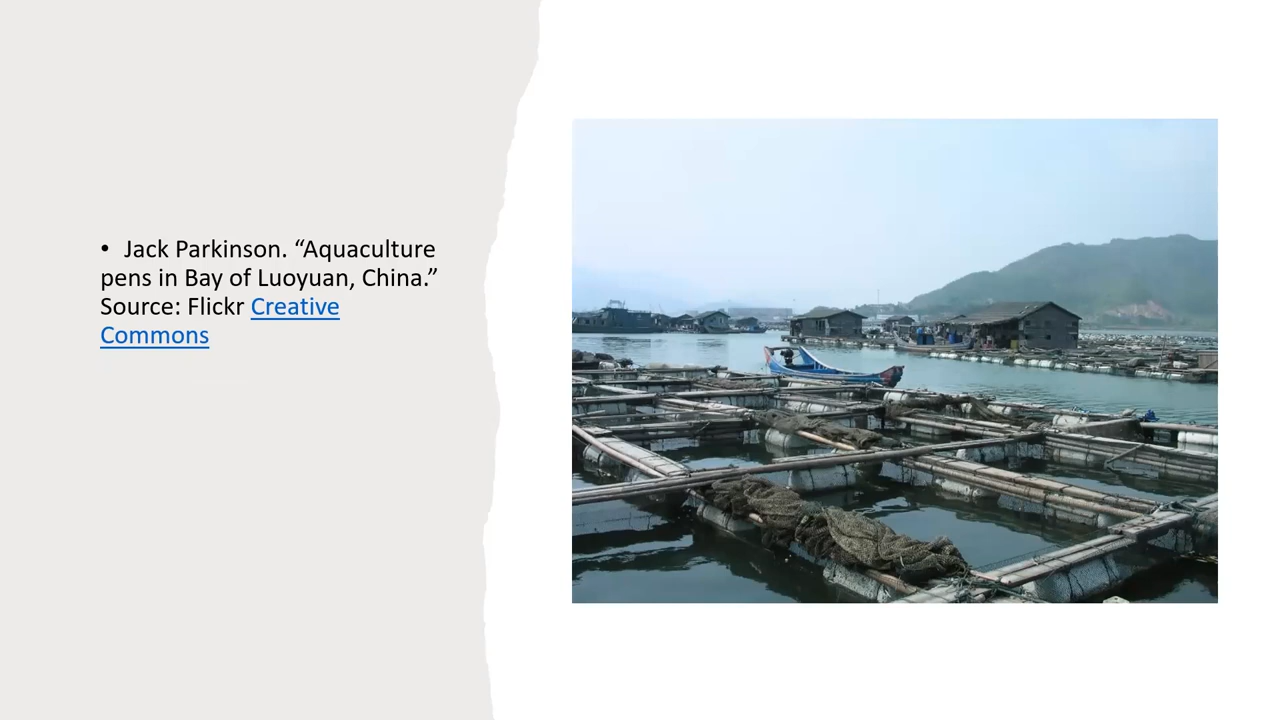 • Jack Parkinson. “Aquaculture
pens in Bay of Luoyuan, China.”
Source: Flickr Creative
Commons